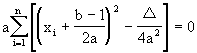 a∑_{i=1}^{n}[(x_i + (b-1)/(2a))^2 - △/(4a^2)] = 0